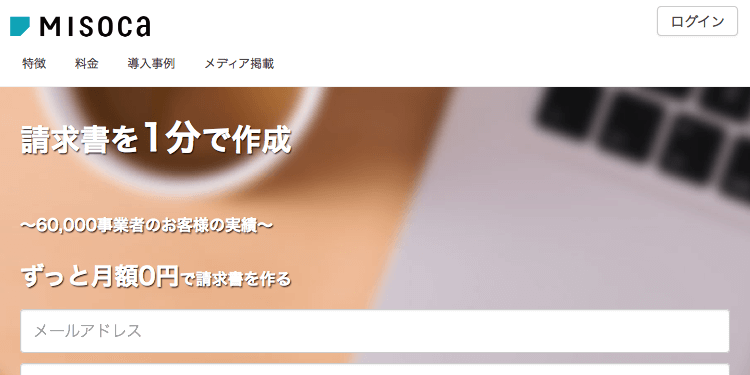 MISOCA
ログイン
特徴 料金 導入事例 メディア掲載
請求書を1分で作成
〜60,000事業者のお客様の実績〜
ずっと月額0円で請求書を作る
メールアドレス